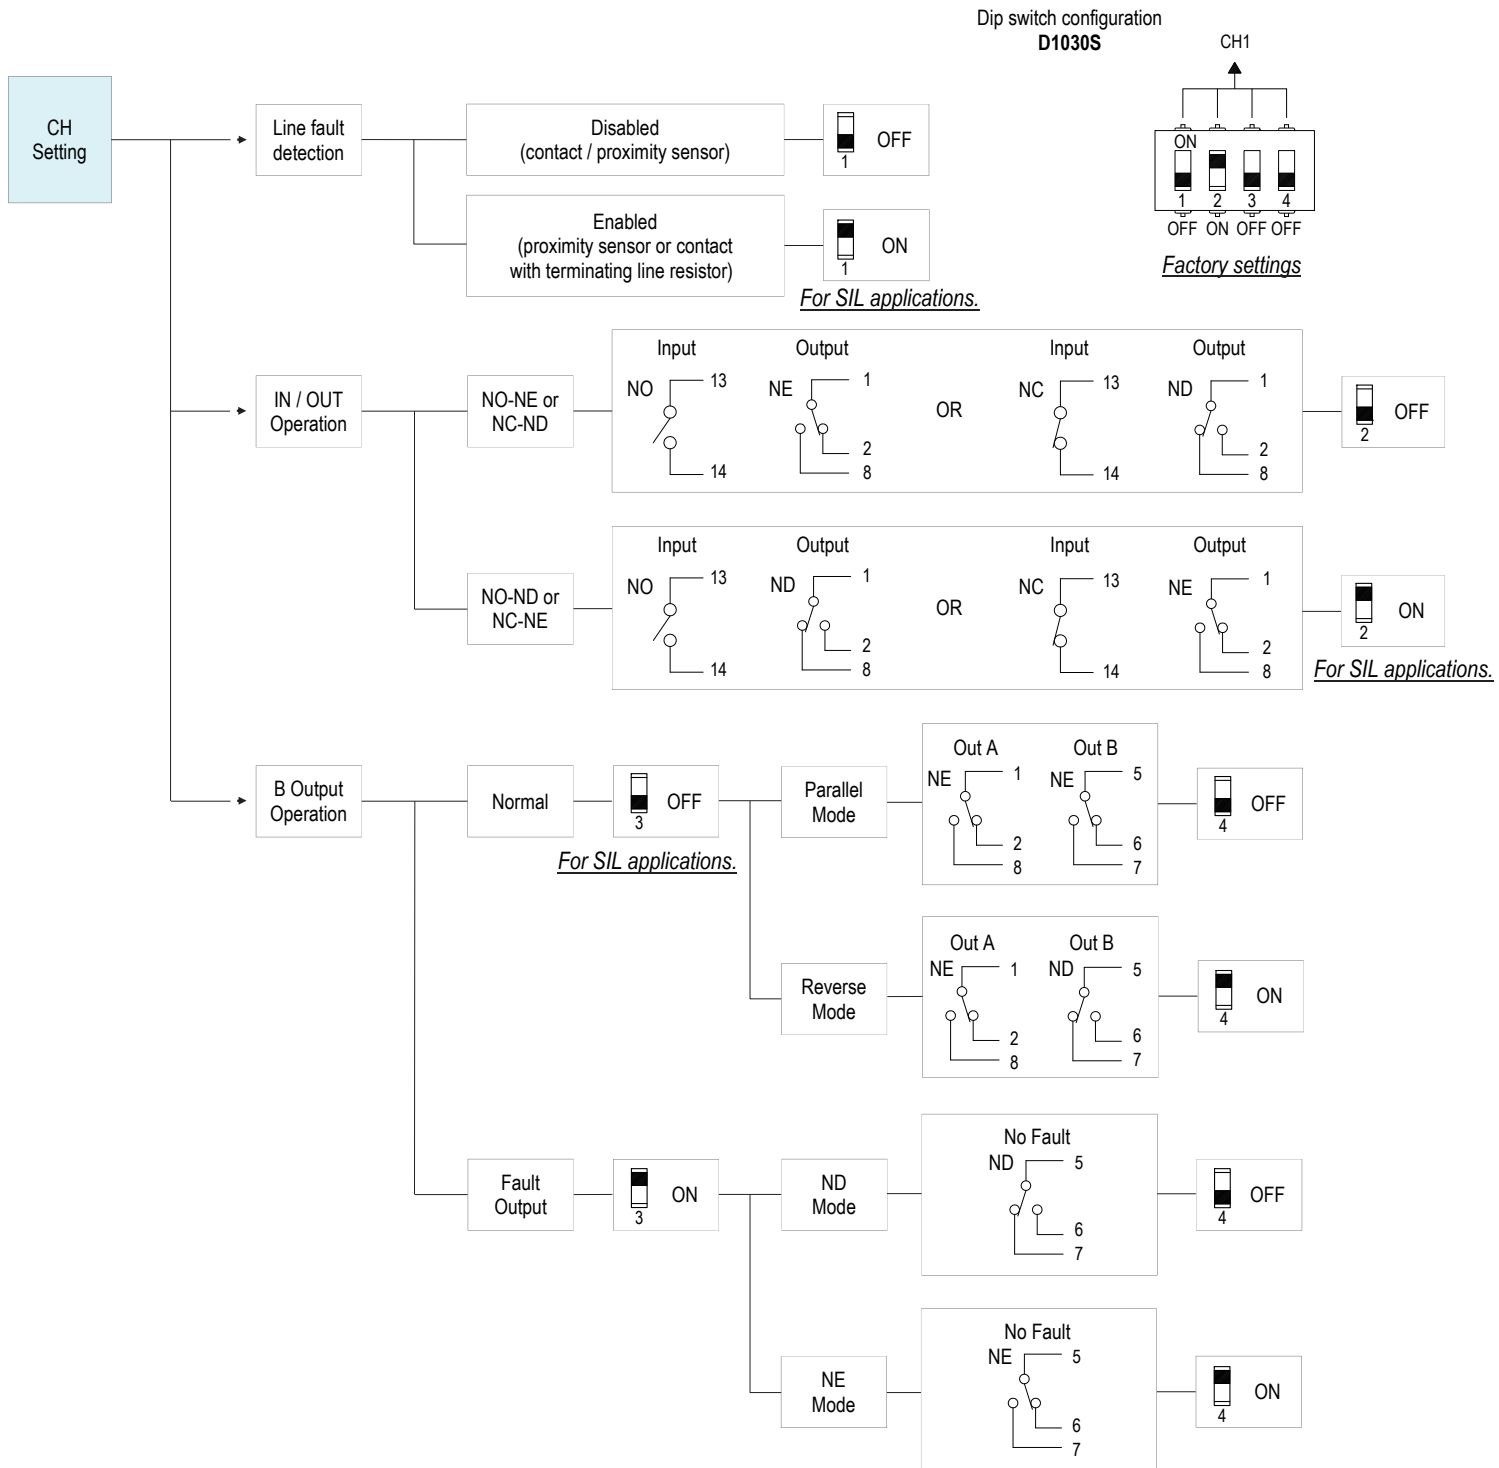 Dip switch configuration
D1030S
CH1
ON
1 2 3 4
OFF ON OFF OFF
Factory settings
CH
Setting
Line fault
detection
Disabled
(contact / proximity sensor)
OFF
1
Enabled
(proximity sensor or contact
with terminating line resistor)
ON
1
For SIL applications.
IN / OUT
Operation
NO-NE or
NC-ND
Input
NO
13
14
Output
NE
1
2
8
OR
Input
NC
13
14
Output
ND
1
2
8
OFF
2
NO-ND or
NC-NE
Input
NO
13
14
Output
ND
1
2
8
OR
Input
NC
13
14
Output
NE
1
2
8
ON
2
For SIL applications.
B Output
Operation
Normal
OFF
3
For SIL applications.
Parallel
Mode
Out A
NE
1
2
8
Out B
NE
5
6
7
OFF
4
Reverse
Mode
Out A
NE
1
2
8
Out B
ND
5
6
7
ON
4
Fault
Output
ON
3
ND
Mode
No Fault
ND
5
6
7
OFF
4
NE
Mode
No Fault
NE
5
6
7
ON
4